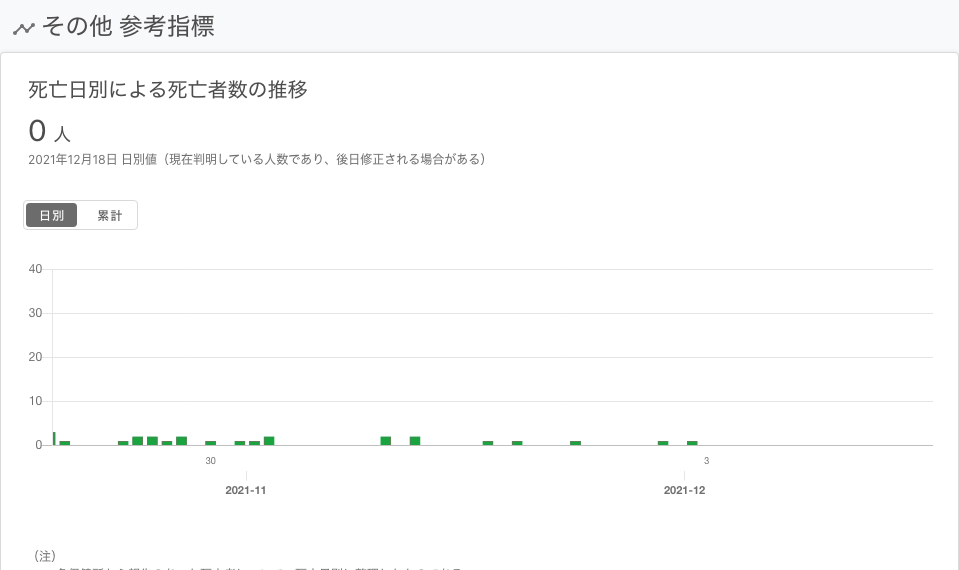 その他 参考指標
死亡日別による死亡者数の推移
0 人
2021年12月18日 日別値（現在判明している人数であり、後日修正される場合がある）
日別 累計
40
30
20
10
0
30 3
2021-11 2021-12
（注）